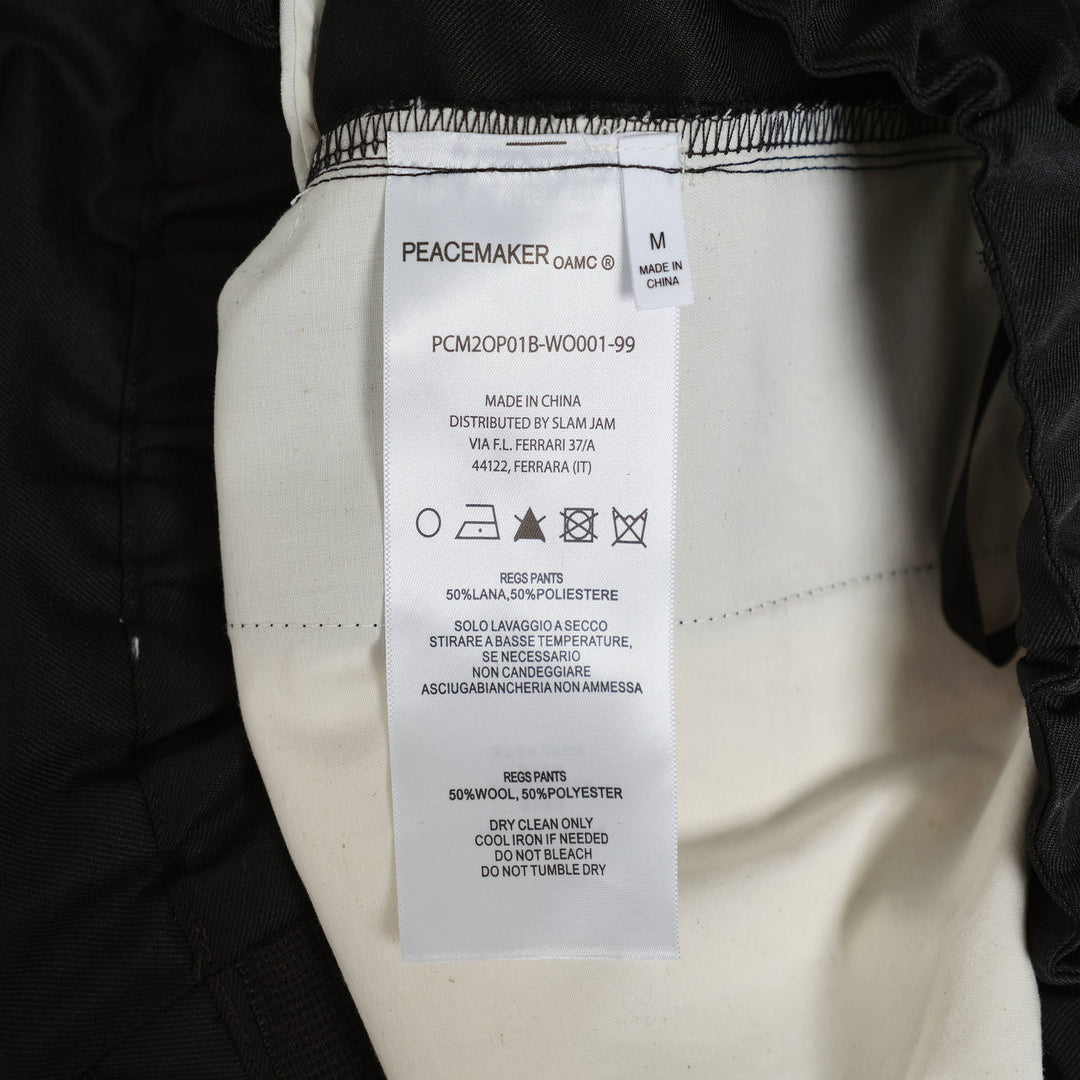 PEACEMAKER OAMC ®
M
MADE IN
CHINA
PCM2OP01B-WO001-99
MADE IN CHINA
DISTRIBUTED BY SLAM JAM
VIA F.L. FERRARI 37/A
44122, FERRARA (IT)
REGS PANTS
50%LANA,50%POLIESTERE
SOLO LAVAGGIO A SECCO
STIRARE A BASSE TEMPERATURE,
SE NECESSARIO
NON CANDEGGIARE
ASCIUGABIANCHERIA NON AMMESSA
REGS PANTS
50%WOOL, 50%POLYESTER
DRY CLEAN ONLY
COOL IRON IF NEEDED
DO NOT BLEACH
DO NOT TUMBLE DRY